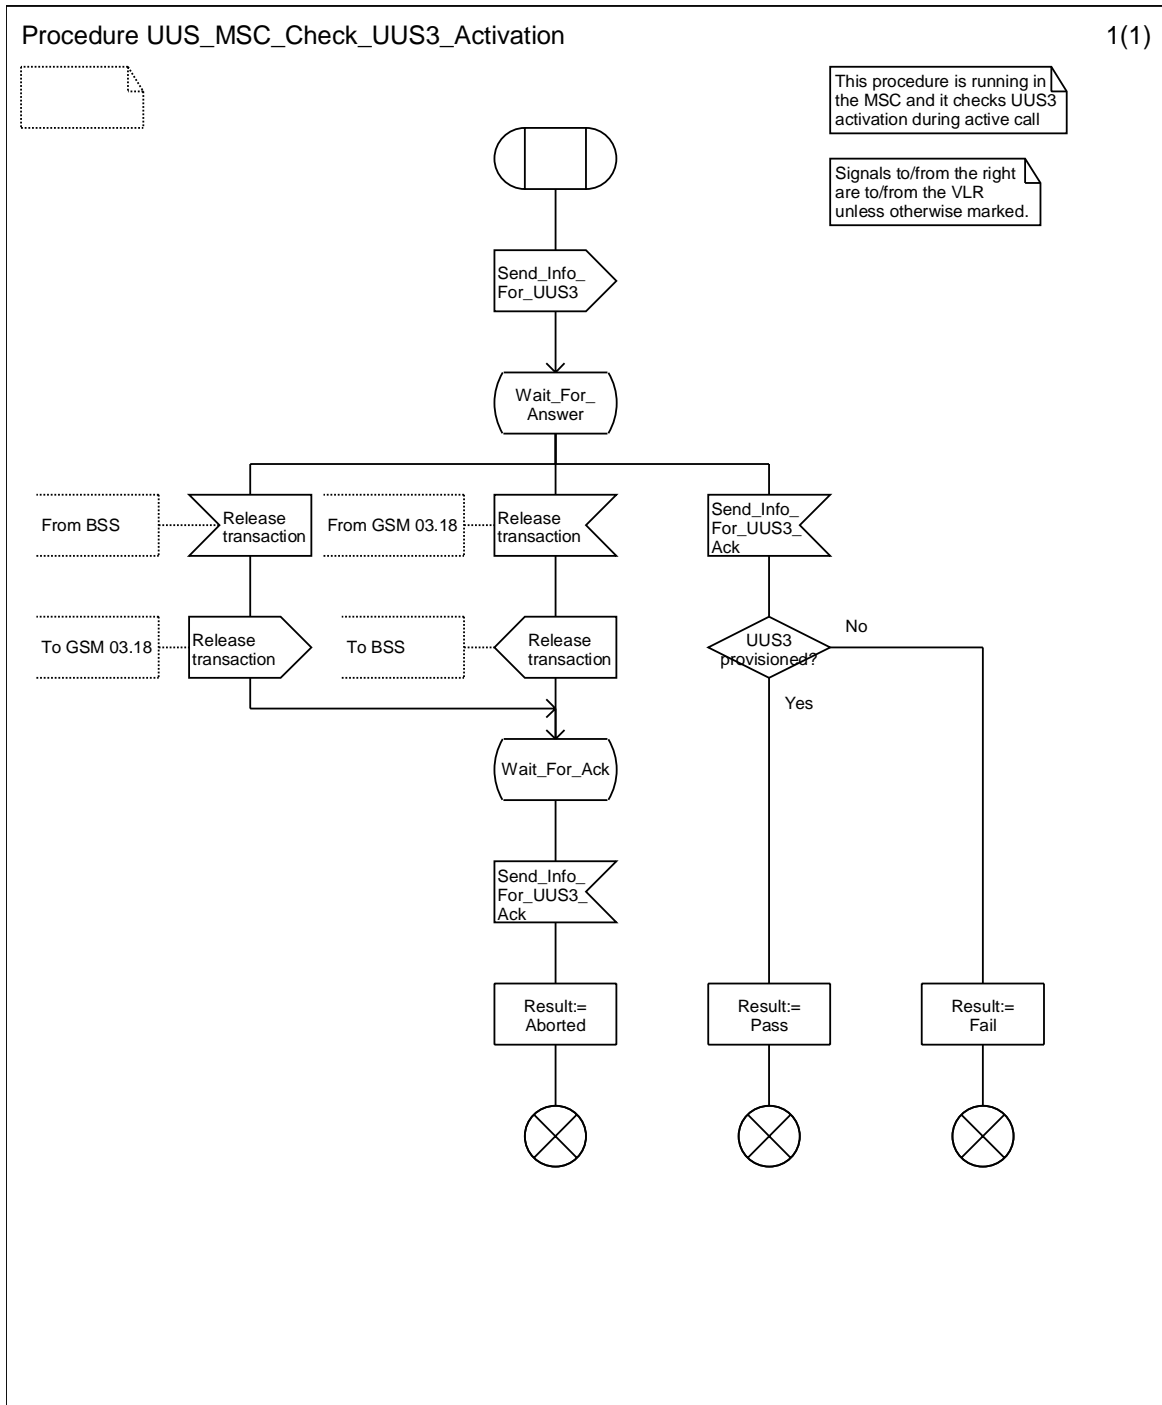 Procedure UUS_MSC_Check_UUS3_Activation
1(1)
This procedure is running in
the MSC and it checks UUS3
activation during active call
Signals to/from the right
are to/from the VLR
unless otherwise marked.
Send_Info_
For_UUS3
Wait_For_
Answer
From BSS
Release
transaction
From GSM 03.18
Release
transaction
Send_Info_
For_UUS3_
Ack
To GSM 03.18
Release
transaction
To BSS
Release
transaction
UUS3
provisioned?
No
Yes
Wait_For_Ack
Send_Info_
For_UUS3_
Ack
Result:=
Aborted
Result:=
Pass
Result:=
Fail